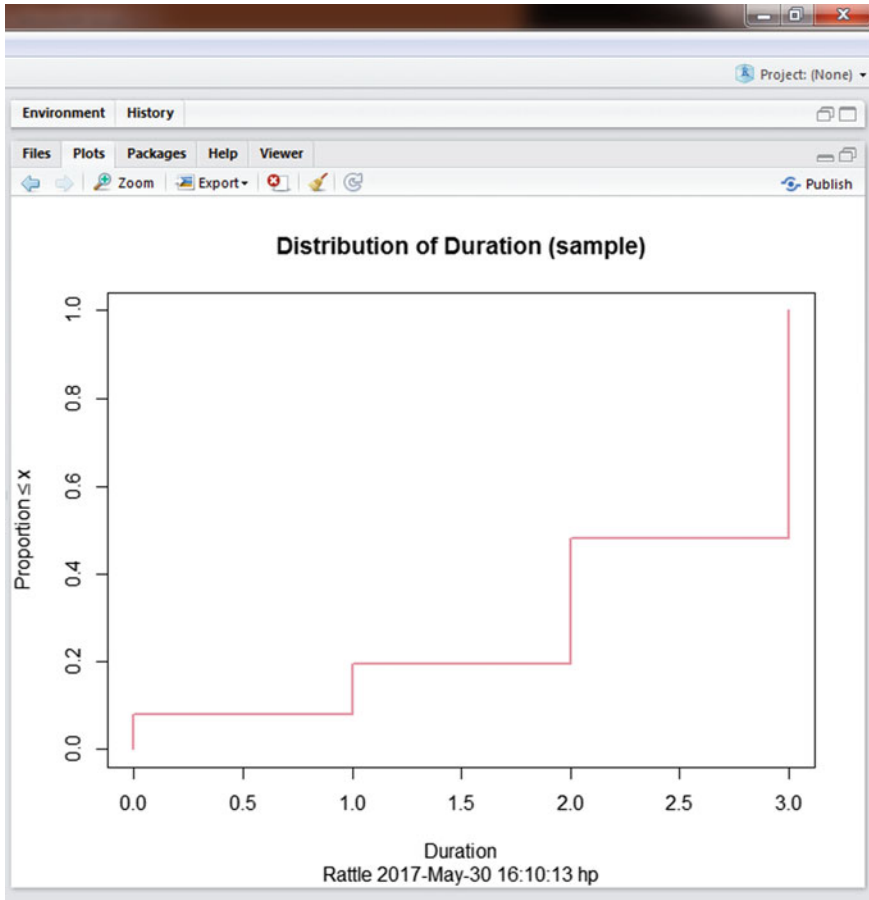 Project: (None)
Environment History
Files Plots Packages Help Viewer
Zoom Export Publish
Distribution of Duration (sample)
Proportion ≤ x
1.0
0.8
0.6
0.4
0.2
0.0
0.0 0.5 1.0 1.5 2.0 2.5 3.0
Duration
Rattle 2017-May-30 16:10:13 hp